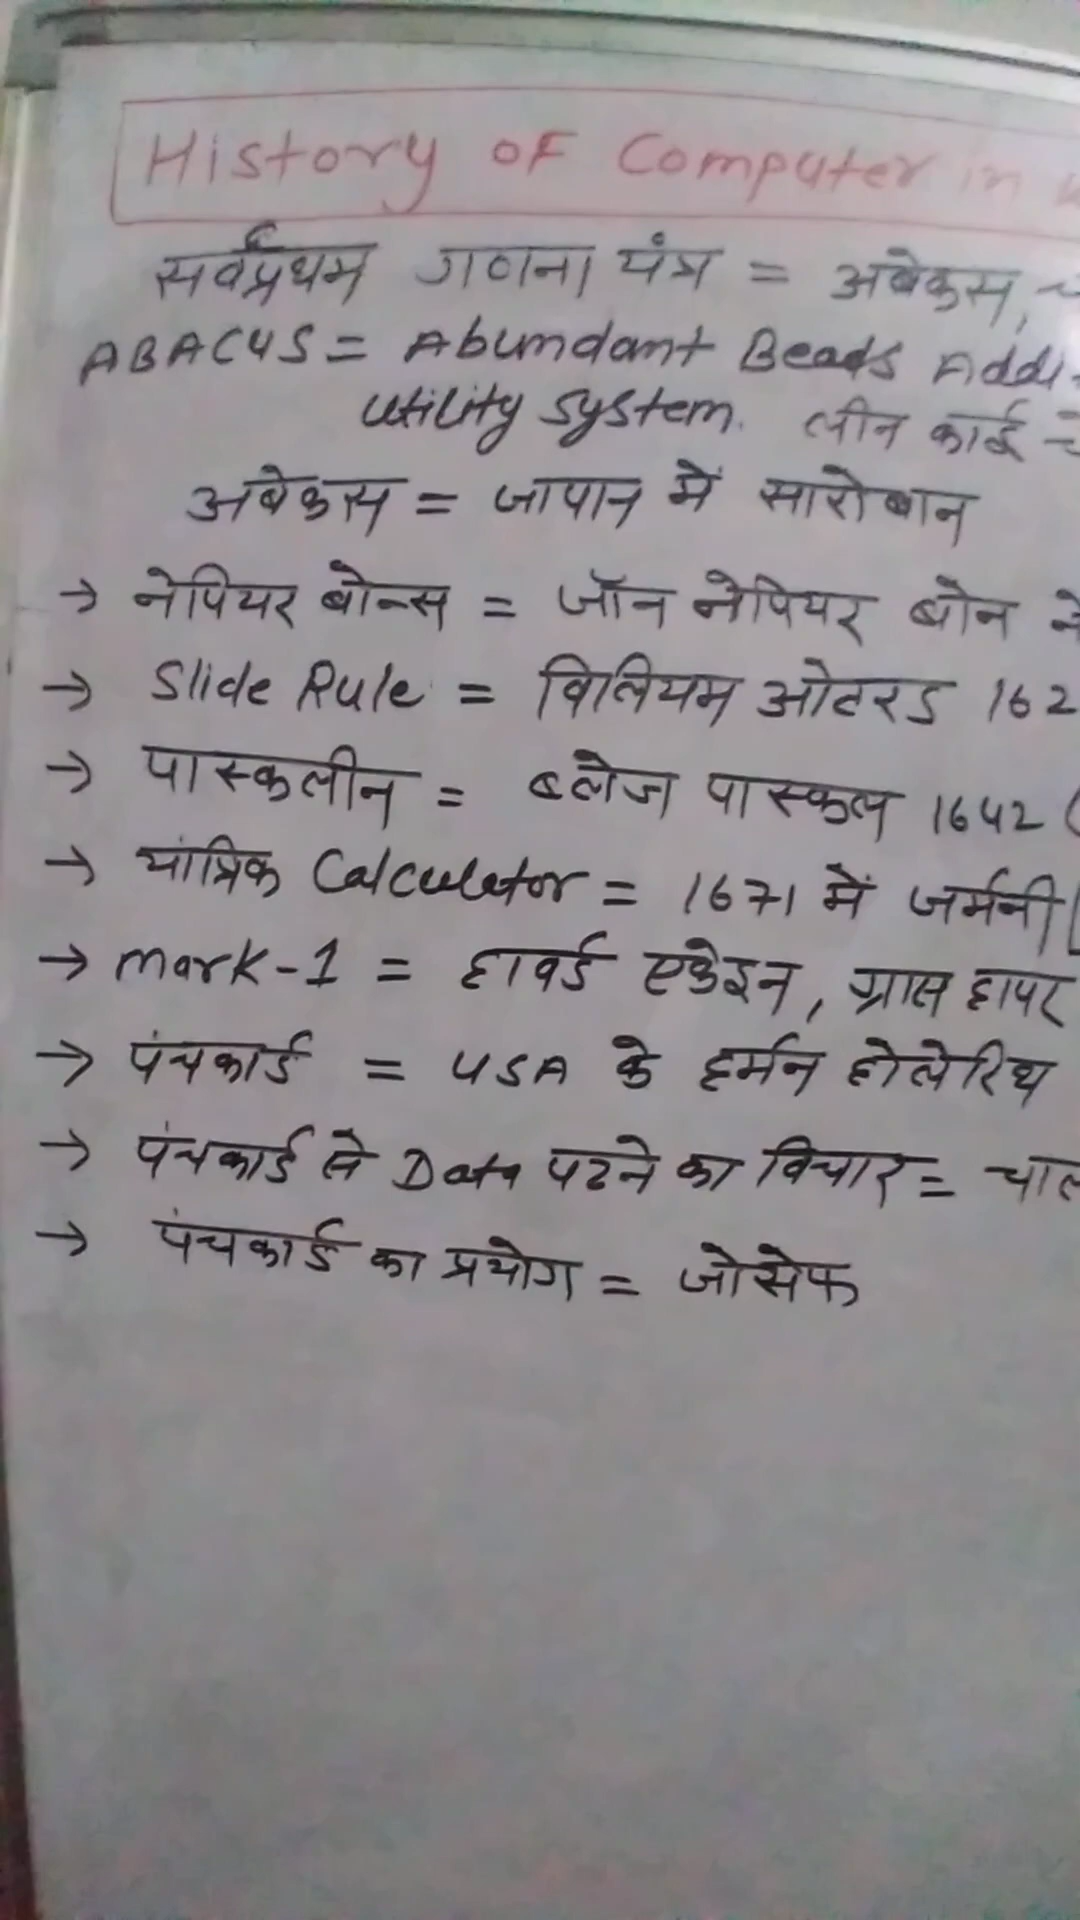 History OF Computer in
सर्वप्रथम गणना यंत्र = अबेकस,
ABACUS = Abundant Beads Addi
utility system. लीन काई
अबेकस = जापान में सारोबान
→ नेपियर बोन्स = जॉन नेपियर बोन ने
→ Slide Rule = विलियम ओटरड 162
→ पास्कलीन = ब्लेज पास्कल 1642 (
→ यांत्रिक Calculator = 1671 में जर्मनी
→ mark-1 = हावर्ड एकेइन, ग्रास हापर
→ पंचकार्ड = USA के हर्मन होलेरिथ
→ पंचकार्ड से Data पढने का विचार =
→ पंचकार्ड का प्रयोग = जोसेफ